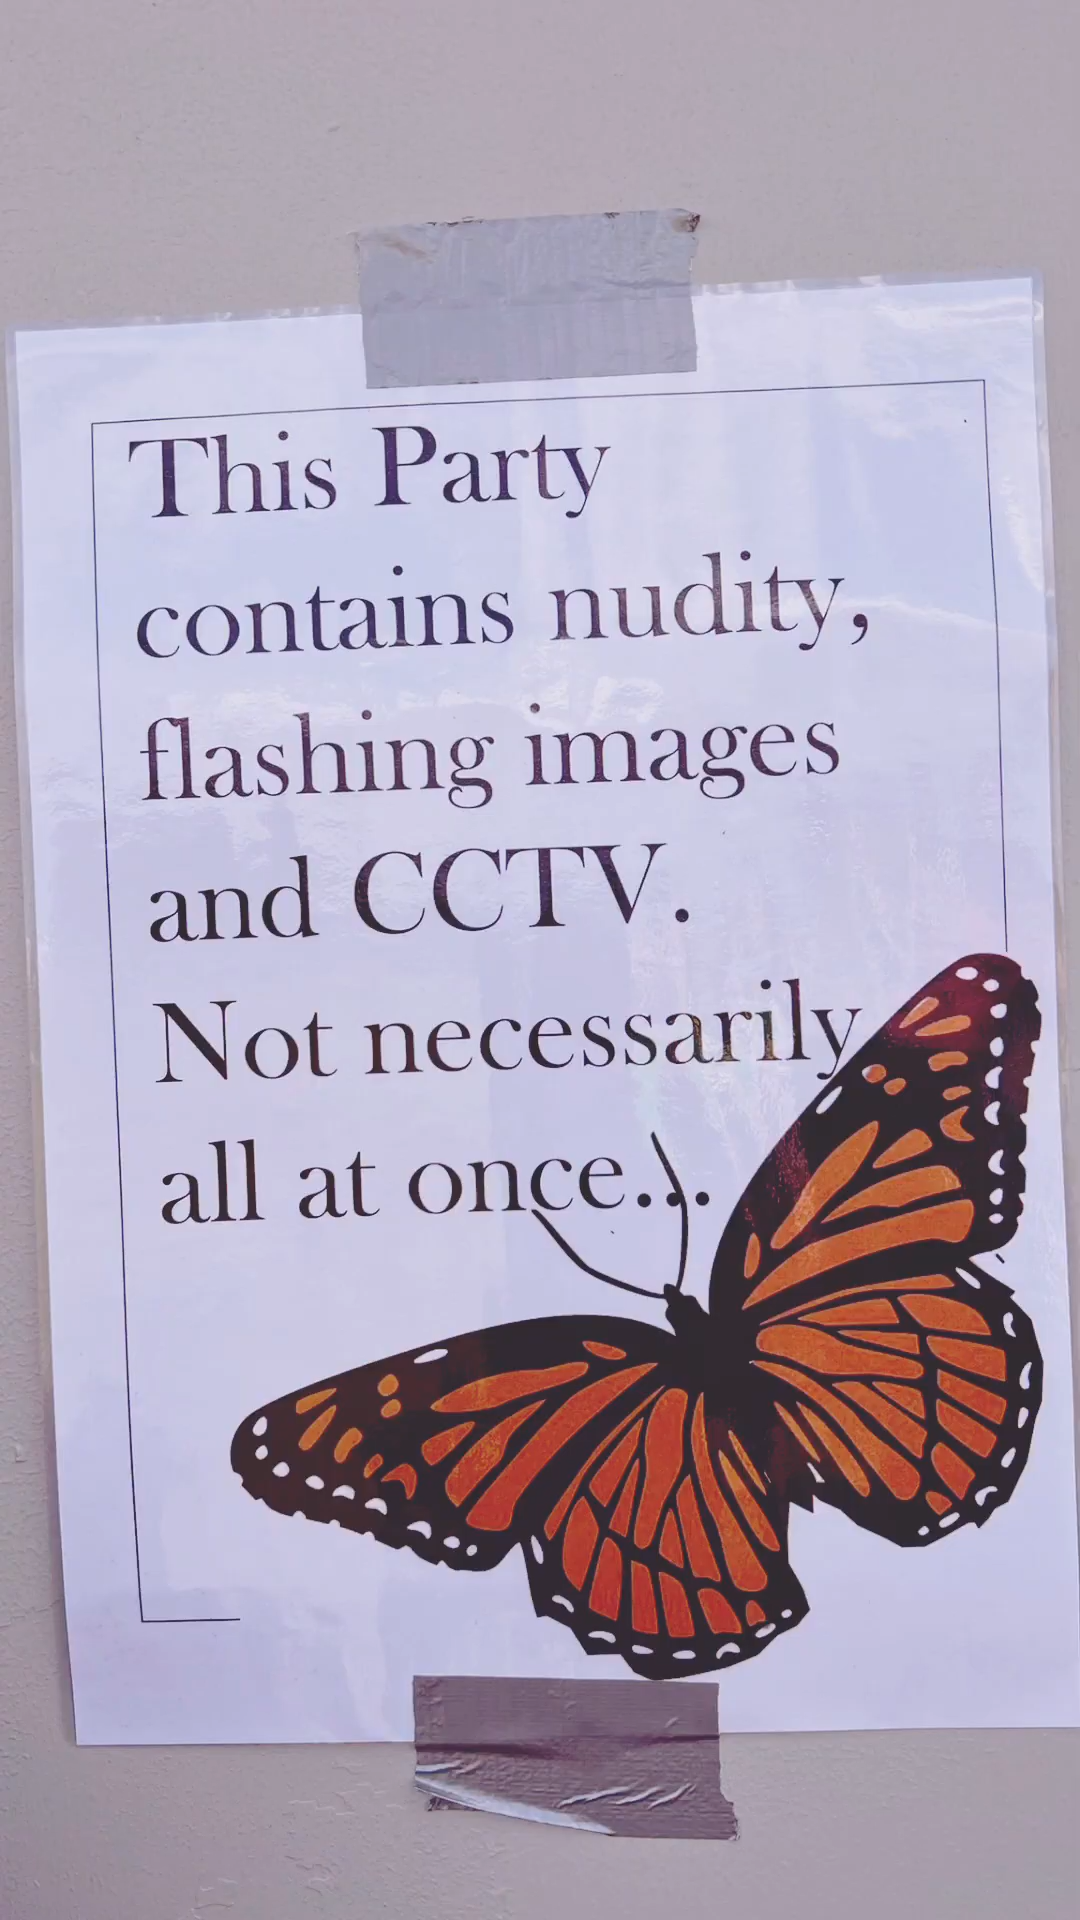 This Party
contains nudity,
flashing images
and CCTV.
Not necessarily
all at once...